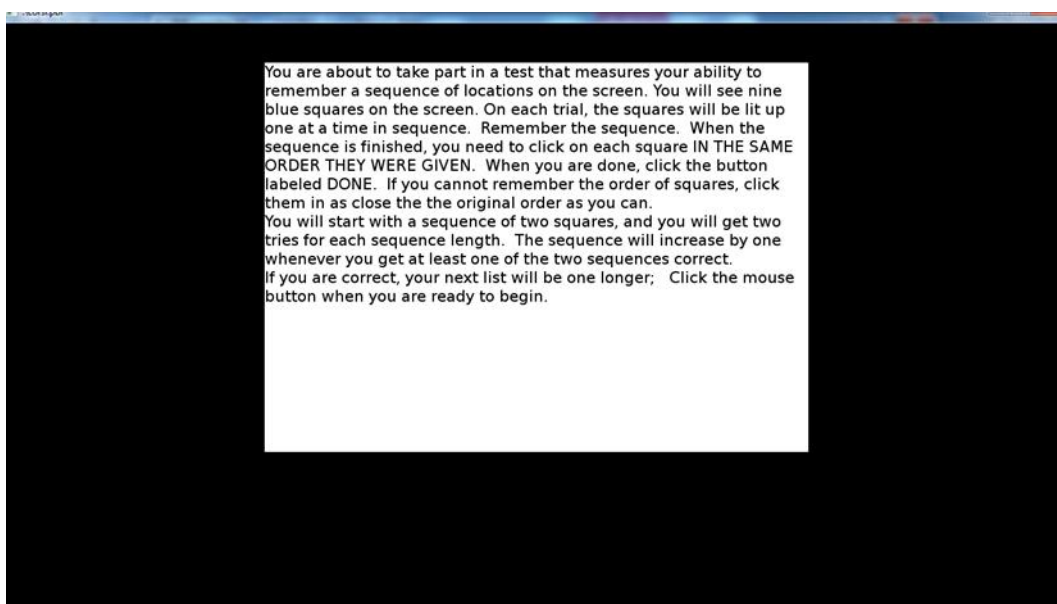 You are about to take part in a test that measures your ability to
remember a sequence of locations on the screen. You will see nine
blue squares on the screen. On each trial, the squares will be lit up
one at a time in sequence.  Remember the sequence.  When the
sequence is finished, you need to click on each square IN THE SAME
ORDER THEY WERE GIVEN.  When you are done, click the button
labeled DONE.  If you cannot remember the order of squares, click
them in as close the the original order as you can.
You will start with a sequence of two squares, and you will get two
tries for each sequence length.  The sequence will increase by one
whenever you get at least one of the two sequences correct.
If you are correct, your next list will be one longer;   Click the mouse
button when you are ready to begin.